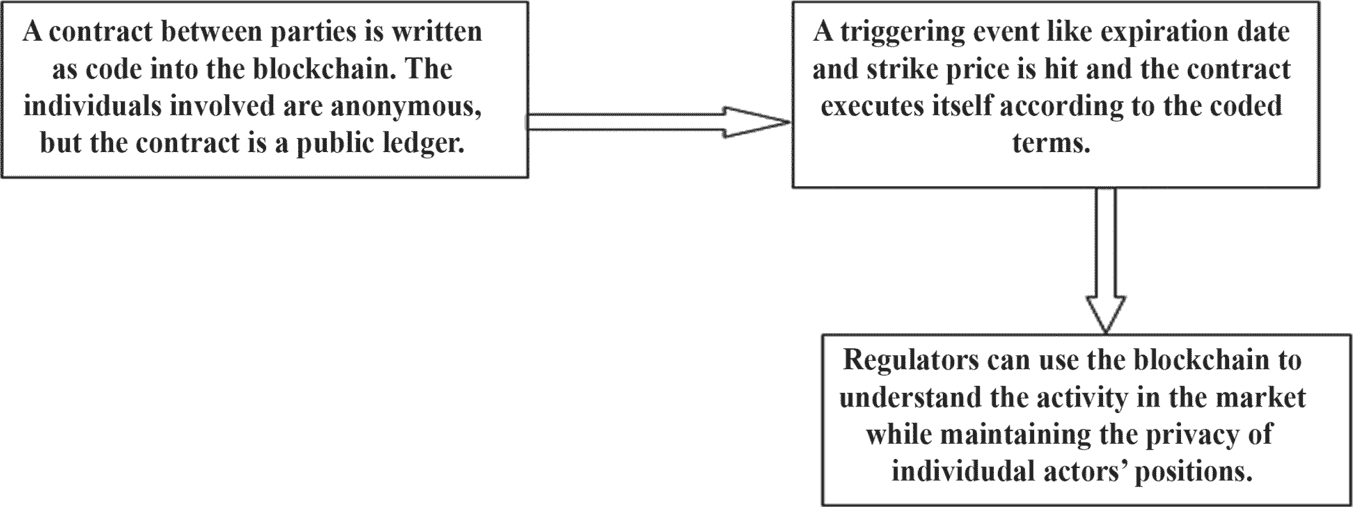 A contract between parties is written
as code into the blockchain. The
individuals involved are anonymous,
but the contract is a public ledger.
A triggering event like expiration date
and strike price is hit and the contract
executes itself according to the coded
terms.
Regulators can use the blockchain to
understand the activity in the market
while maintaining the privacy of
individudal actors’ positions.